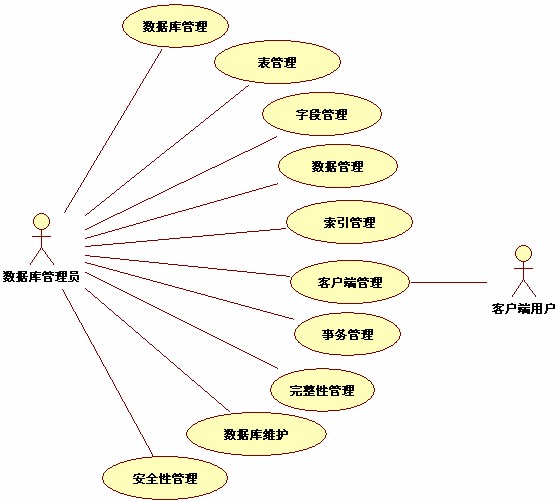 数据库管理
表管理
字段管理
数据管理
索引管理
数据库管理员
客户端管理
客户端用户
事务管理
完整性管理
数据库维护
安全性管理